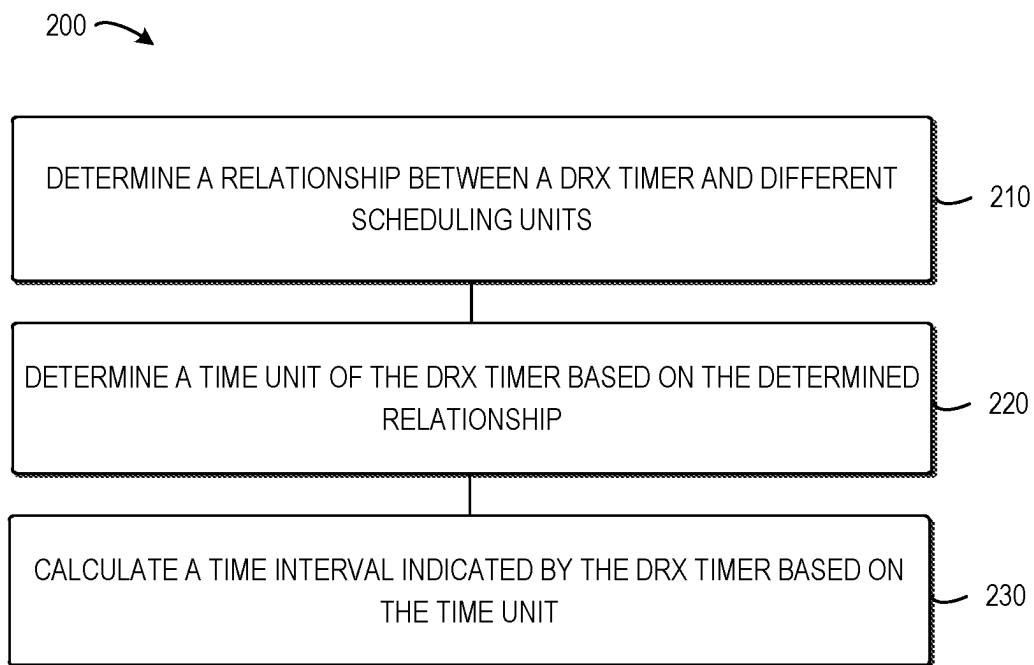 200
DETERMINE A RELATIONSHIP BETWEEN A DRX TIMER AND DIFFERENT
SCHEDULING UNITS
210
DETERMINE A TIME UNIT OF THE DRX TIMER BASED ON THE DETERMINED
RELATIONSHIP
220
CALCULATE A TIME INTERVAL INDICATED BY THE DRX TIMER BASED ON
THE TIME UNIT
230